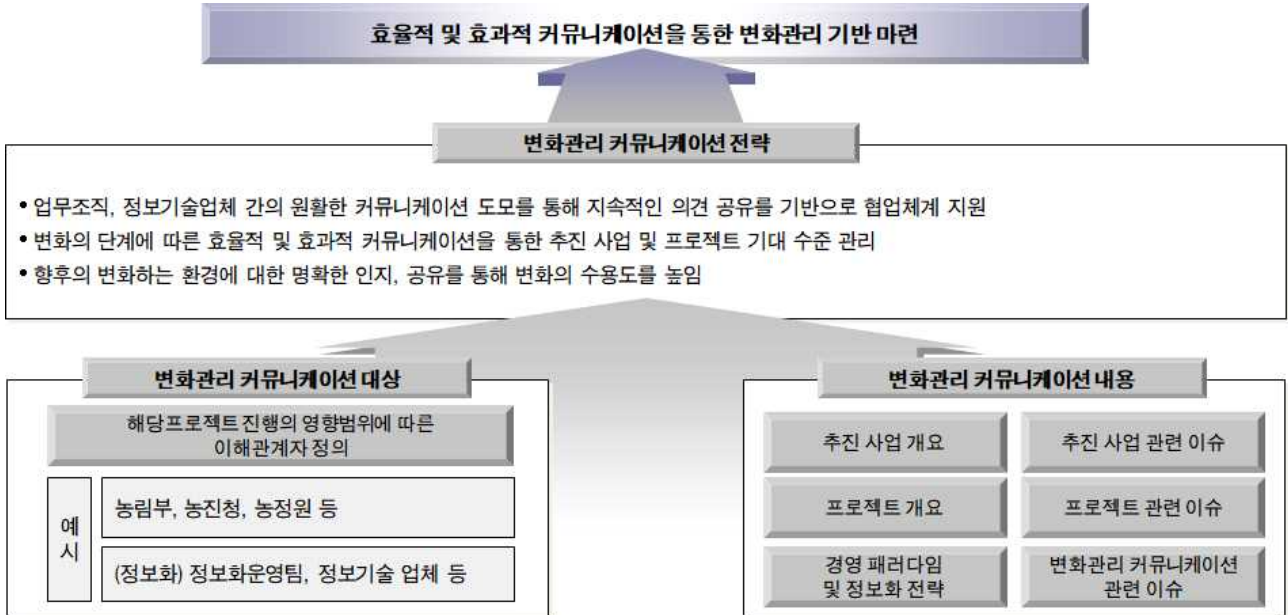 효율적 및 효과적 커뮤니케이션을 통한 변화관리 기반 마련
변화관리 커뮤니케이션 전략
• 업무조직, 정보기술업체 간의 원활한 커뮤니케이션 도모를 통해 지속적인 의견 공유를 기반으로 협업체계 지원
• 변화의 단계에 따른 효율적 및 효과적 커뮤니케이션을 통한 추진 사업 및 프로젝트 기대 수준 관리
• 향후의 변화하는 환경에 대한 명확한 인지, 공유를 통해 변화의 수용도를 높임
변화관리 커뮤니케이션 대상
해당프로젝트 진행의 영향범위에 따른
이해관계자 정의
예
시
농림부, 농진청, 농정원 등
(정보화) 정보화운영팀, 정보기술 업체 등
변화관리 커뮤니케이션 내용
추진 사업 개요
추진 사업 관련 이슈
프로젝트 개요
프로젝트 관련 이슈
경영 패러다임
및 정보화 전략
변화관리 커뮤니케이션
관련 이슈